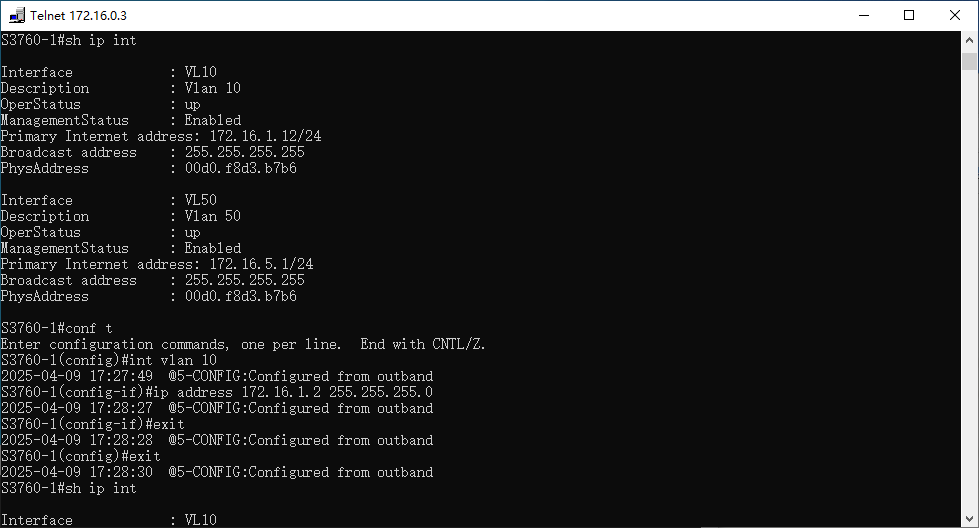 Telnet 172.16.0.3
S3760-1#sh ip int
Interface : VL10
Description : Vlan 10
OperStatus : up
ManagementStatus : Enabled
Primary Internet address: 172.16.1.12/24
Broadcast address : 255.255.255.255
PhysAddress : 00d0.f8d3.b7b6
Interface : VL50
Description : Vlan 50
OperStatus : up
ManagementStatus : Enabled
Primary Internet address: 172.16.5.1/24
Broadcast address : 255.255.255.255
PhysAddress : 00d0.f8d3.b7b6
S3760-1#conf t
Enter configuration commands, one per line. End with CNTL/Z.
S3760-1(config)#int vlan 10
2025-04-09 17:27:49 @5-CONFIG:Configured from outband
S3760-1(config-if)#ip address 172.16.1.2 255.255.255.0
2025-04-09 17:28:27 @5-CONFIG:Configured from outband
S3760-1(config-if)#exit
2025-04-09 17:28:28 @5-CONFIG:Configured from outband
S3760-1(config)#exit
2025-04-09 17:28:30 @5-CONFIG:Configured from outband
S3760-1#sh ip int
Interface : VL10